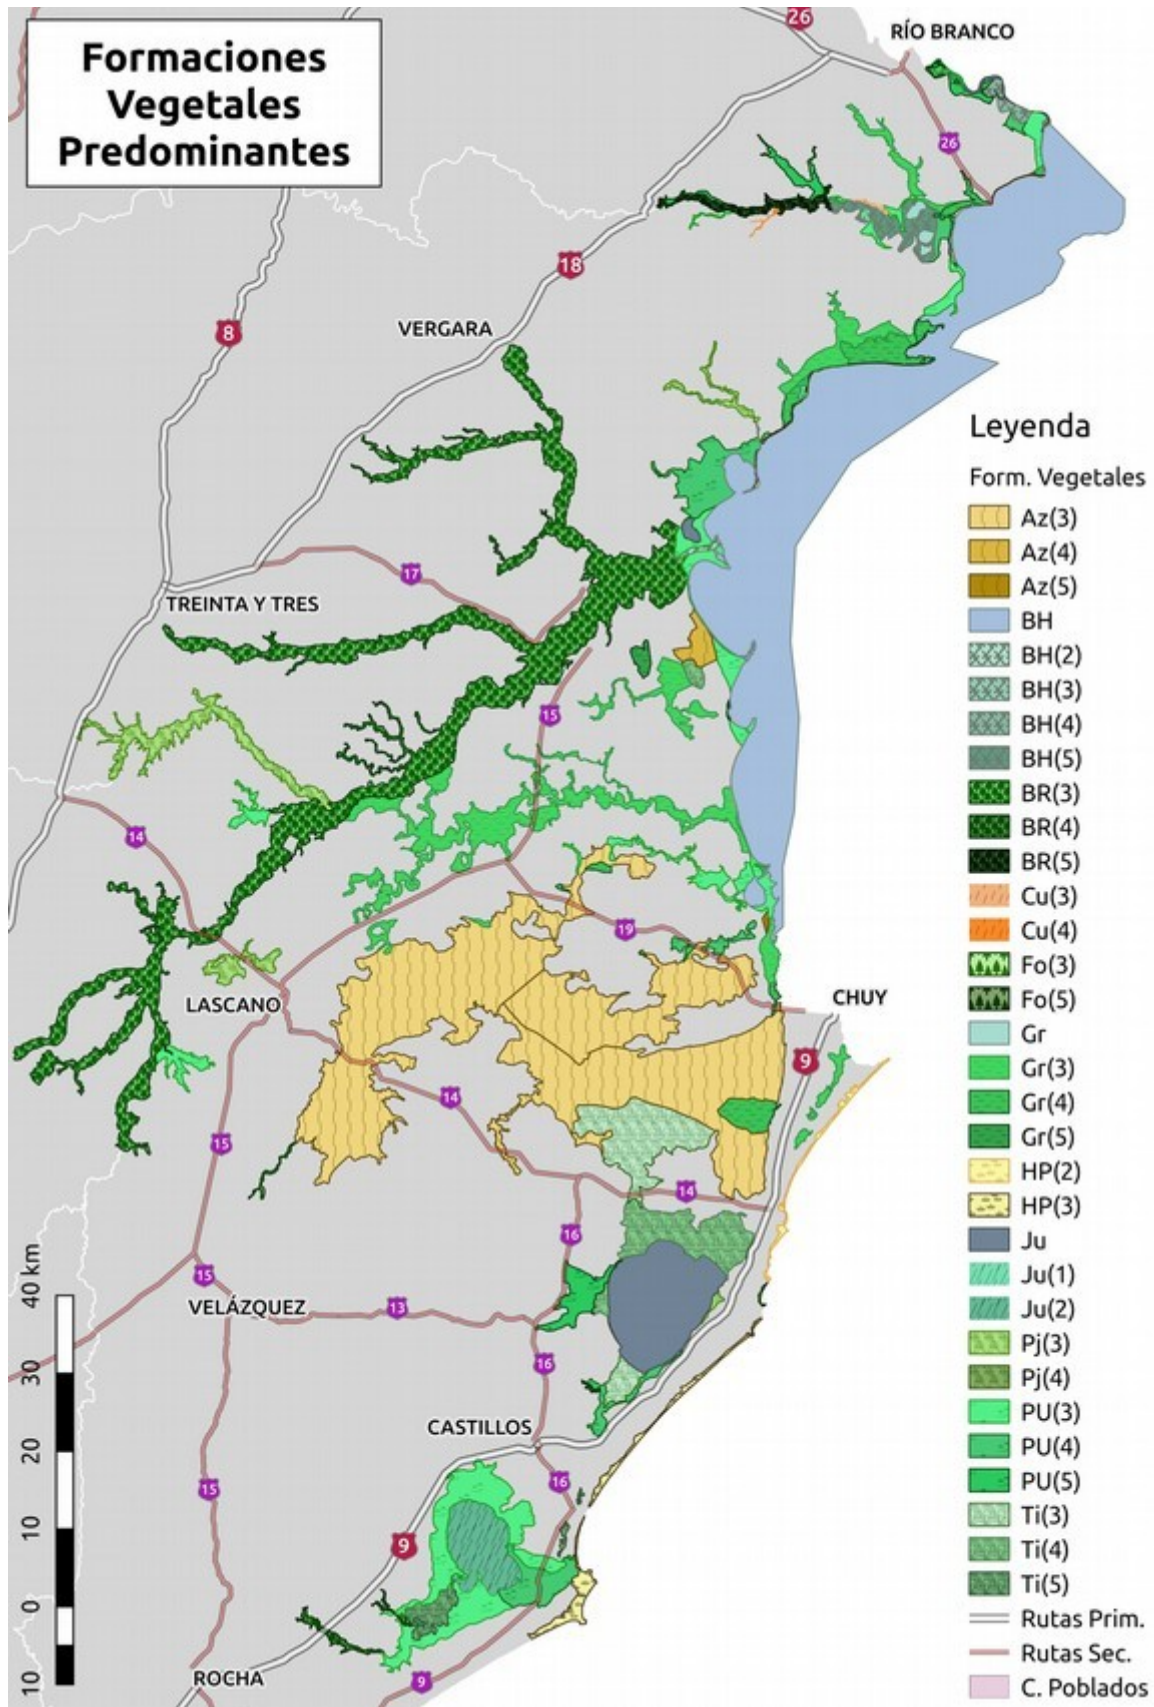 Formaciones
Vegetales
Predominantes
26
RÍO BRANCO
26
18
8
VERGARA
17
TREINTA Y TRES
15
14
19
LASCANO
CHUY
9
14
15
14
16
15
VELÁZQUEZ
13
16
CASTILLOS
16
15
9
ROCHA
9
40 km
30
20
10
0
10
Leyenda
Form. Vegetales
Az(3)
Az(4)
Az(5)
BH
BH(2)
BH(3)
BH(4)
BH(5)
BR(3)
BR(4)
BR(5)
Cu(3)
Cu(4)
Fo(3)
Fo(5)
Gr
Gr(3)
Gr(4)
Gr(5)
HP(2)
HP(3)
Ju
Ju(1)
Ju(2)
Pj(3)
Pj(4)
PU(3)
PU(4)
PU(5)
Ti(3)
Ti(4)
Ti(5)
Rutas Prim.
Rutas Sec.
C. Poblados